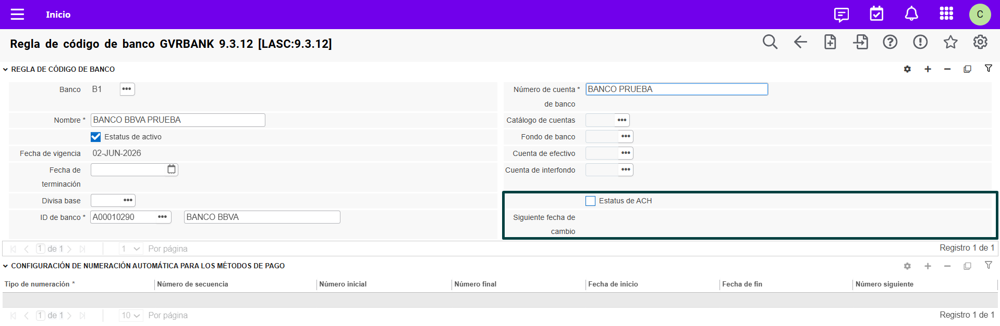 Inicio
C
Regla de código de banco GVRBANK 9.3.12 [LASC:9.3.12]
REGLA DE CÓDIGO DE BANCO
Banco B1 •••
Número de cuenta * BANCO PRUEBA
de banco
Nombre * BANCO BBVA PRUEBA
Catálogo de cuentas •••
Estatus de activo
Fondo de banco •••
Fecha de vigencia 02-JUN-2026
Cuenta de efectivo •••
Fecha de
terminación
Cuenta de interfondo •••
Divisa base •••
Estatus de ACH
ID de banco * A00010290 ••• BANCO BBVA
Siguiente fecha de
cambio
1 de 1 1 Por página Registro 1 de 1
CONFIGURACIÓN DE NUMERACIÓN AUTOMÁTICA PARA LOS MÉTODOS DE PAGO
Tipo de numeración * Número de secuencia Número inicial Número final Fecha de inicio Fecha de fin Número siguiente
1 de 1 10 Por página Registro 1 de 1